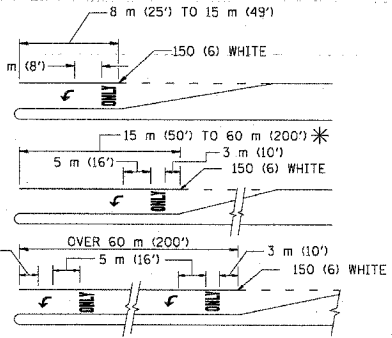 8 m (25') TO 15 m (49')
150 (6) WHITE
m (8')
ONLY
15 m (50') TO 60 m (200') *
5 m (16')
3 m (10')
150 (6) WHITE
ONLY
OVER 60 m (200')
5 m (16')
3 m (10')
150 (6) WHITE
ONLY
ONLY